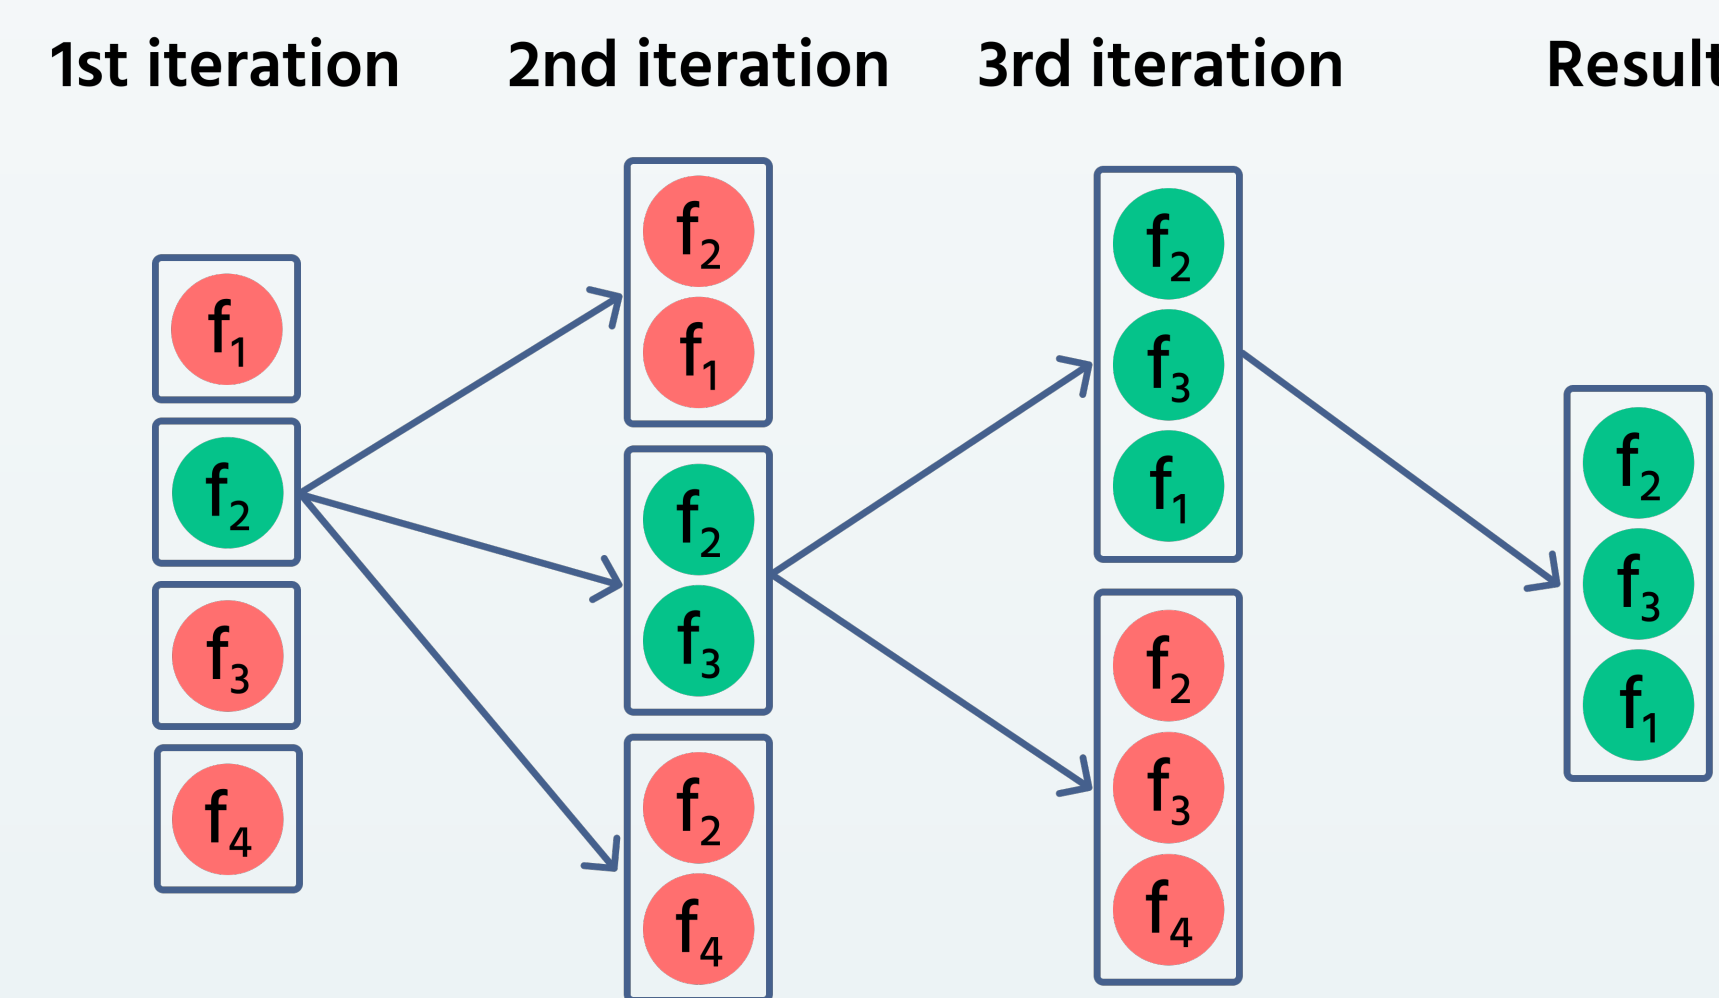 1st iteration
2nd iteration
3rd iteration
Result
f1
f2
f3
f4
f2
f1
f2
f3
f2
f4
f2
f3
f1
f2
f3
f4
f2
f3
f1